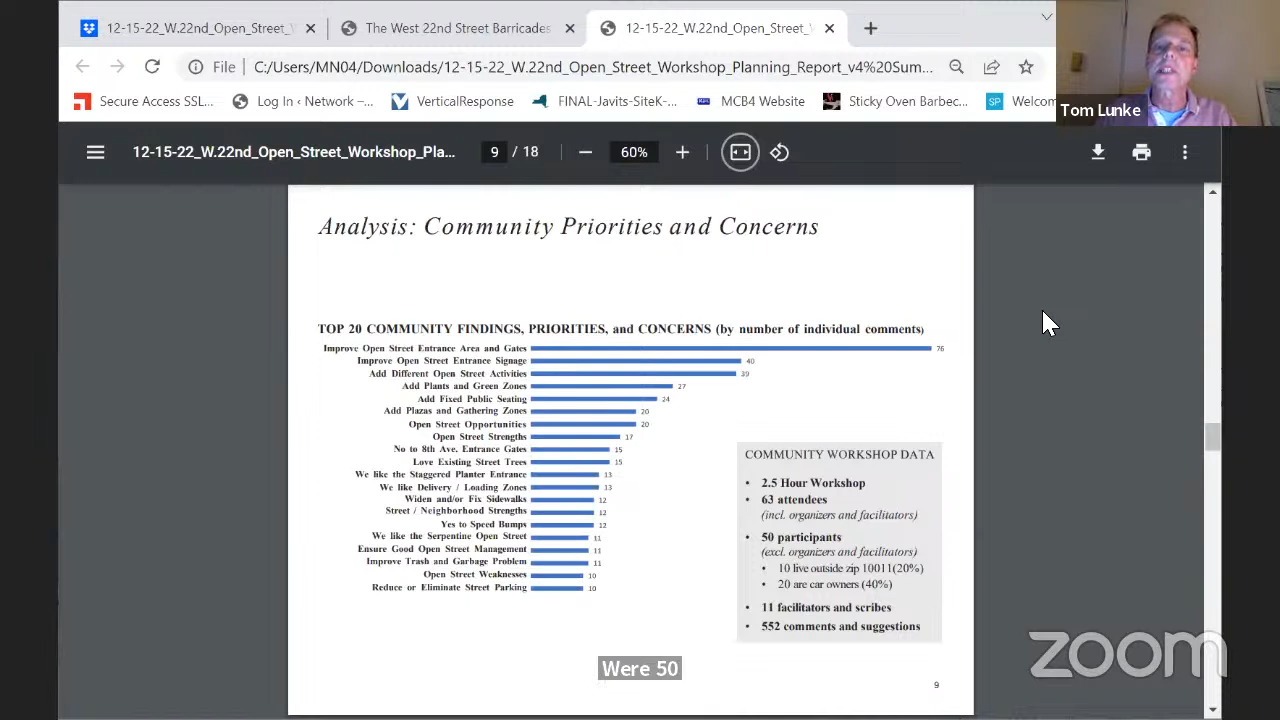 12-15-22_W.22nd_Open_Street_
The West 22nd Street Barricades
12-15-22_W.22nd_Open_Street_
File
C:/Users/MN04/Downloads/12-15-22_W.22nd_Open_Street_Workshop_Planning_Report_v4%20Sum...
Secure Access SSL...
Log In ‹ Network –...
VerticalResponse
FINAL-Javits-SiteK-...
MCB4 Website
Sticky Oven Barbec...
SP
Welcom
Tom Lunke
12-15-22_W.22nd_Open_Street_Workshop_Pla...
9 / 18
60%
Analysis: Community Priorities and Concerns
TOP 20 COMMUNITY FINDINGS, PRIORITIES, and CONCERNS (by number of individual comments)
Improve Open Street Entrance Area and Gates 76
Improve Open Street Entrance Signage 40
Add Different Open Street Activities 39
Add Plants and Green Zones 27
Add Fixed Public Seating 24
Add Plazas and Gathering Zones 20
Open Street Opportunities 20
Open Street Strengths 17
No to 8th Ave. Entrance Gates 15
Love Existing Street Trees 15
We like the Staggered Planter Entrance 13
We like Delivery / Loading Zones 13
Widen and/or Fix Sidewalks 12
Street / Neighborhood Strengths 12
Yes to Speed Bumps 12
We like the Serpentine Open Street 11
Ensure Good Open Street Management 11
Improve Trash and Garbage Problem 11
Open Street Weaknesses 10
Reduce or Eliminate Street Parking 10
COMMUNITY WORKSHOP DATA
• 2.5 Hour Workshop
• 63 attendees
(incl. organizers and facilitators)
• 50 participants
(excl. organizers and facilitators)
• 10 live outside zip 10011(20%)
• 20 are car owners (40%)
• 11 facilitators and scribes
• 552 comments and suggestions
zoom
Were 50
9